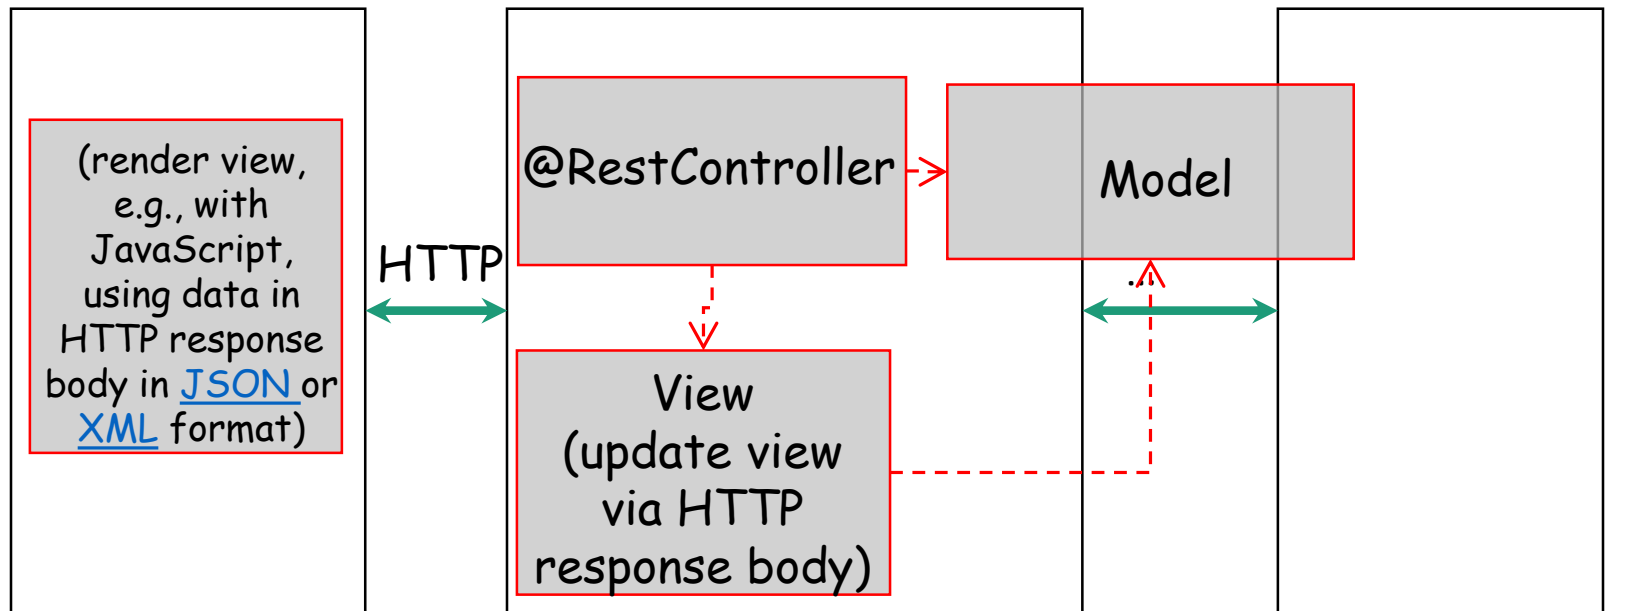 (render view,
e.g., with
JavaScript,
using data in
HTTP response
body in JSON or
XML format)
HTTP
@RestController
View
(update view
via HTTP
response body)
Model
...